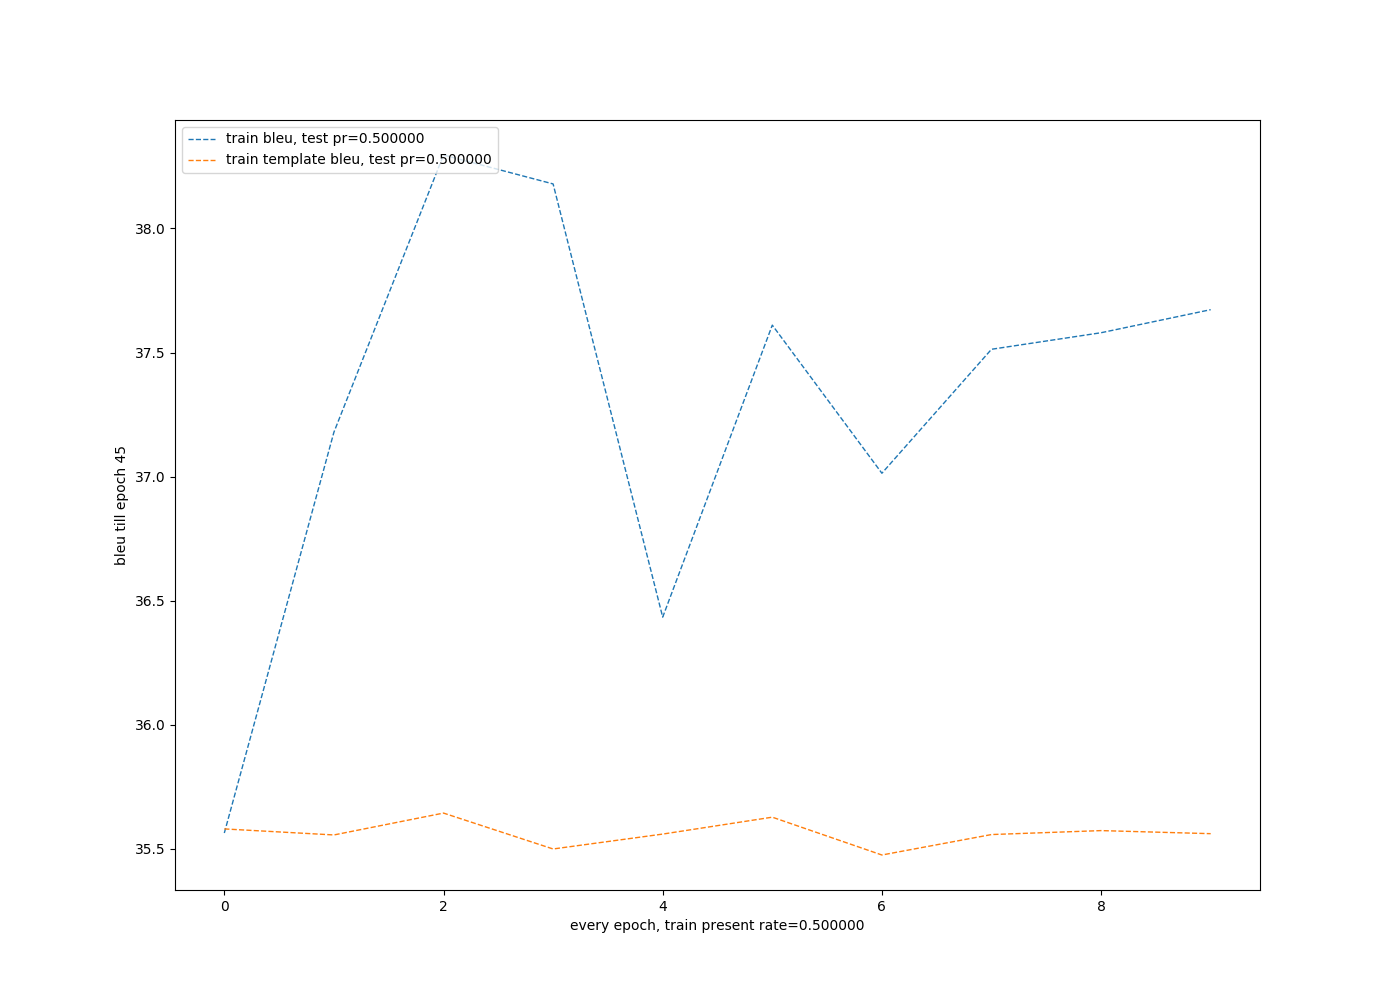 train bleu, test pr=0.500000
train template bleu, test pr=0.500000
38.0
37.5
37.0
36.5
36.0
35.5
bleu till epoch 45
0 2 4 6 8
every epoch, train present rate=0.500000